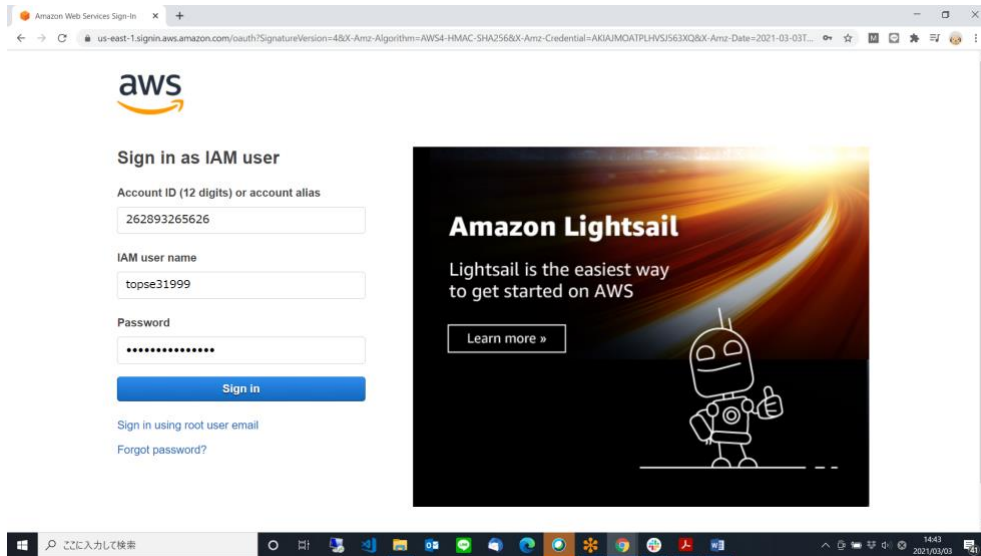 Amazon Web Services Sign-In
us-east-1.signin.aws.amazon.com/oauth?SignatureVersion=4&X-Amz-Algorithm=AWS4-HMAC-SHA256&X-Amz-Credential=AKIAJMOATPLHVSJ563XQ&X-Amz-Date=2021-03-03T...
aws
Sign in as IAM user
Account ID (12 digits) or account alias
262893265626
IAM user name
topse31999
Password
•••••••••••••••
Sign in
Sign in using root user email
Forgot password?
Amazon Lightsail
Lightsail is the easiest way
to get started on AWS
Learn more »
ここに入力して検索
14:43
2021/03/03
41